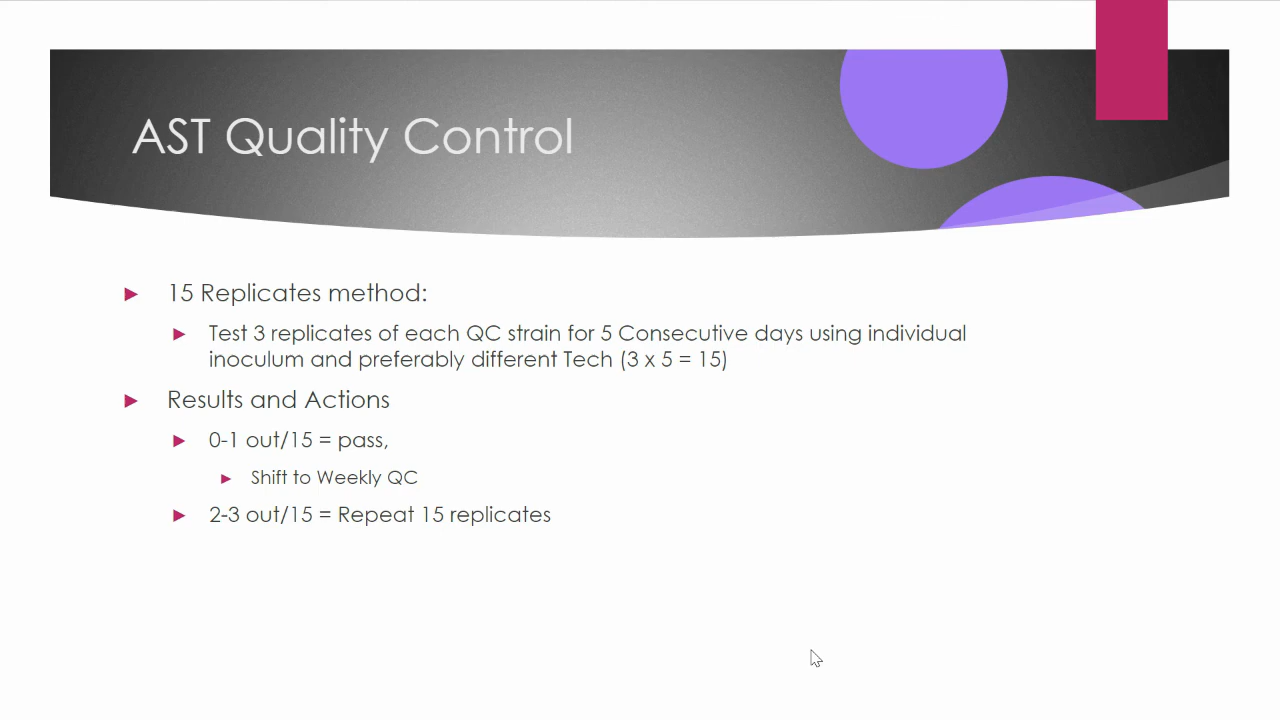 AST Quality Control
15 Replicates method:
Test 3 replicates of each QC strain for 5 Consecutive days using individual
inoculum and preferably different Tech (3 x 5 = 15)
Results and Actions
0-1 out/15 = pass,
Shift to Weekly QC
2-3 out/15 = Repeat 15 replicates